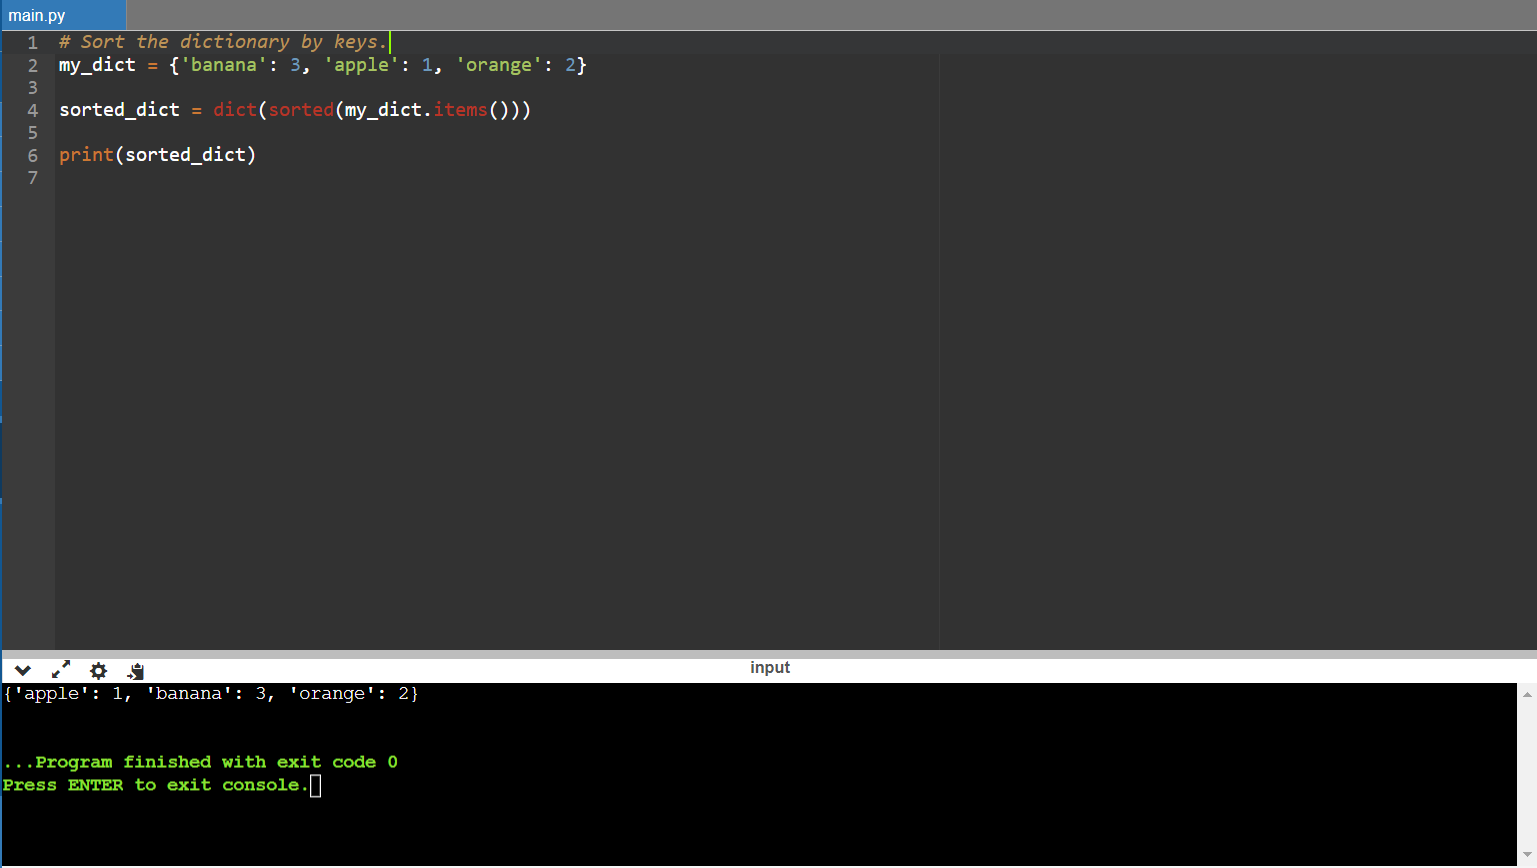 main.py
1 # Sort the dictionary by keys.
2 my_dict = {'banana': 3, 'apple': 1, 'orange': 2}
3
4 sorted_dict = dict(sorted(my_dict.items()))
5
6 print(sorted_dict)
7
input
{'apple': 1, 'banana': 3, 'orange': 2}
...Program finished with exit code 0
Press ENTER to exit console.